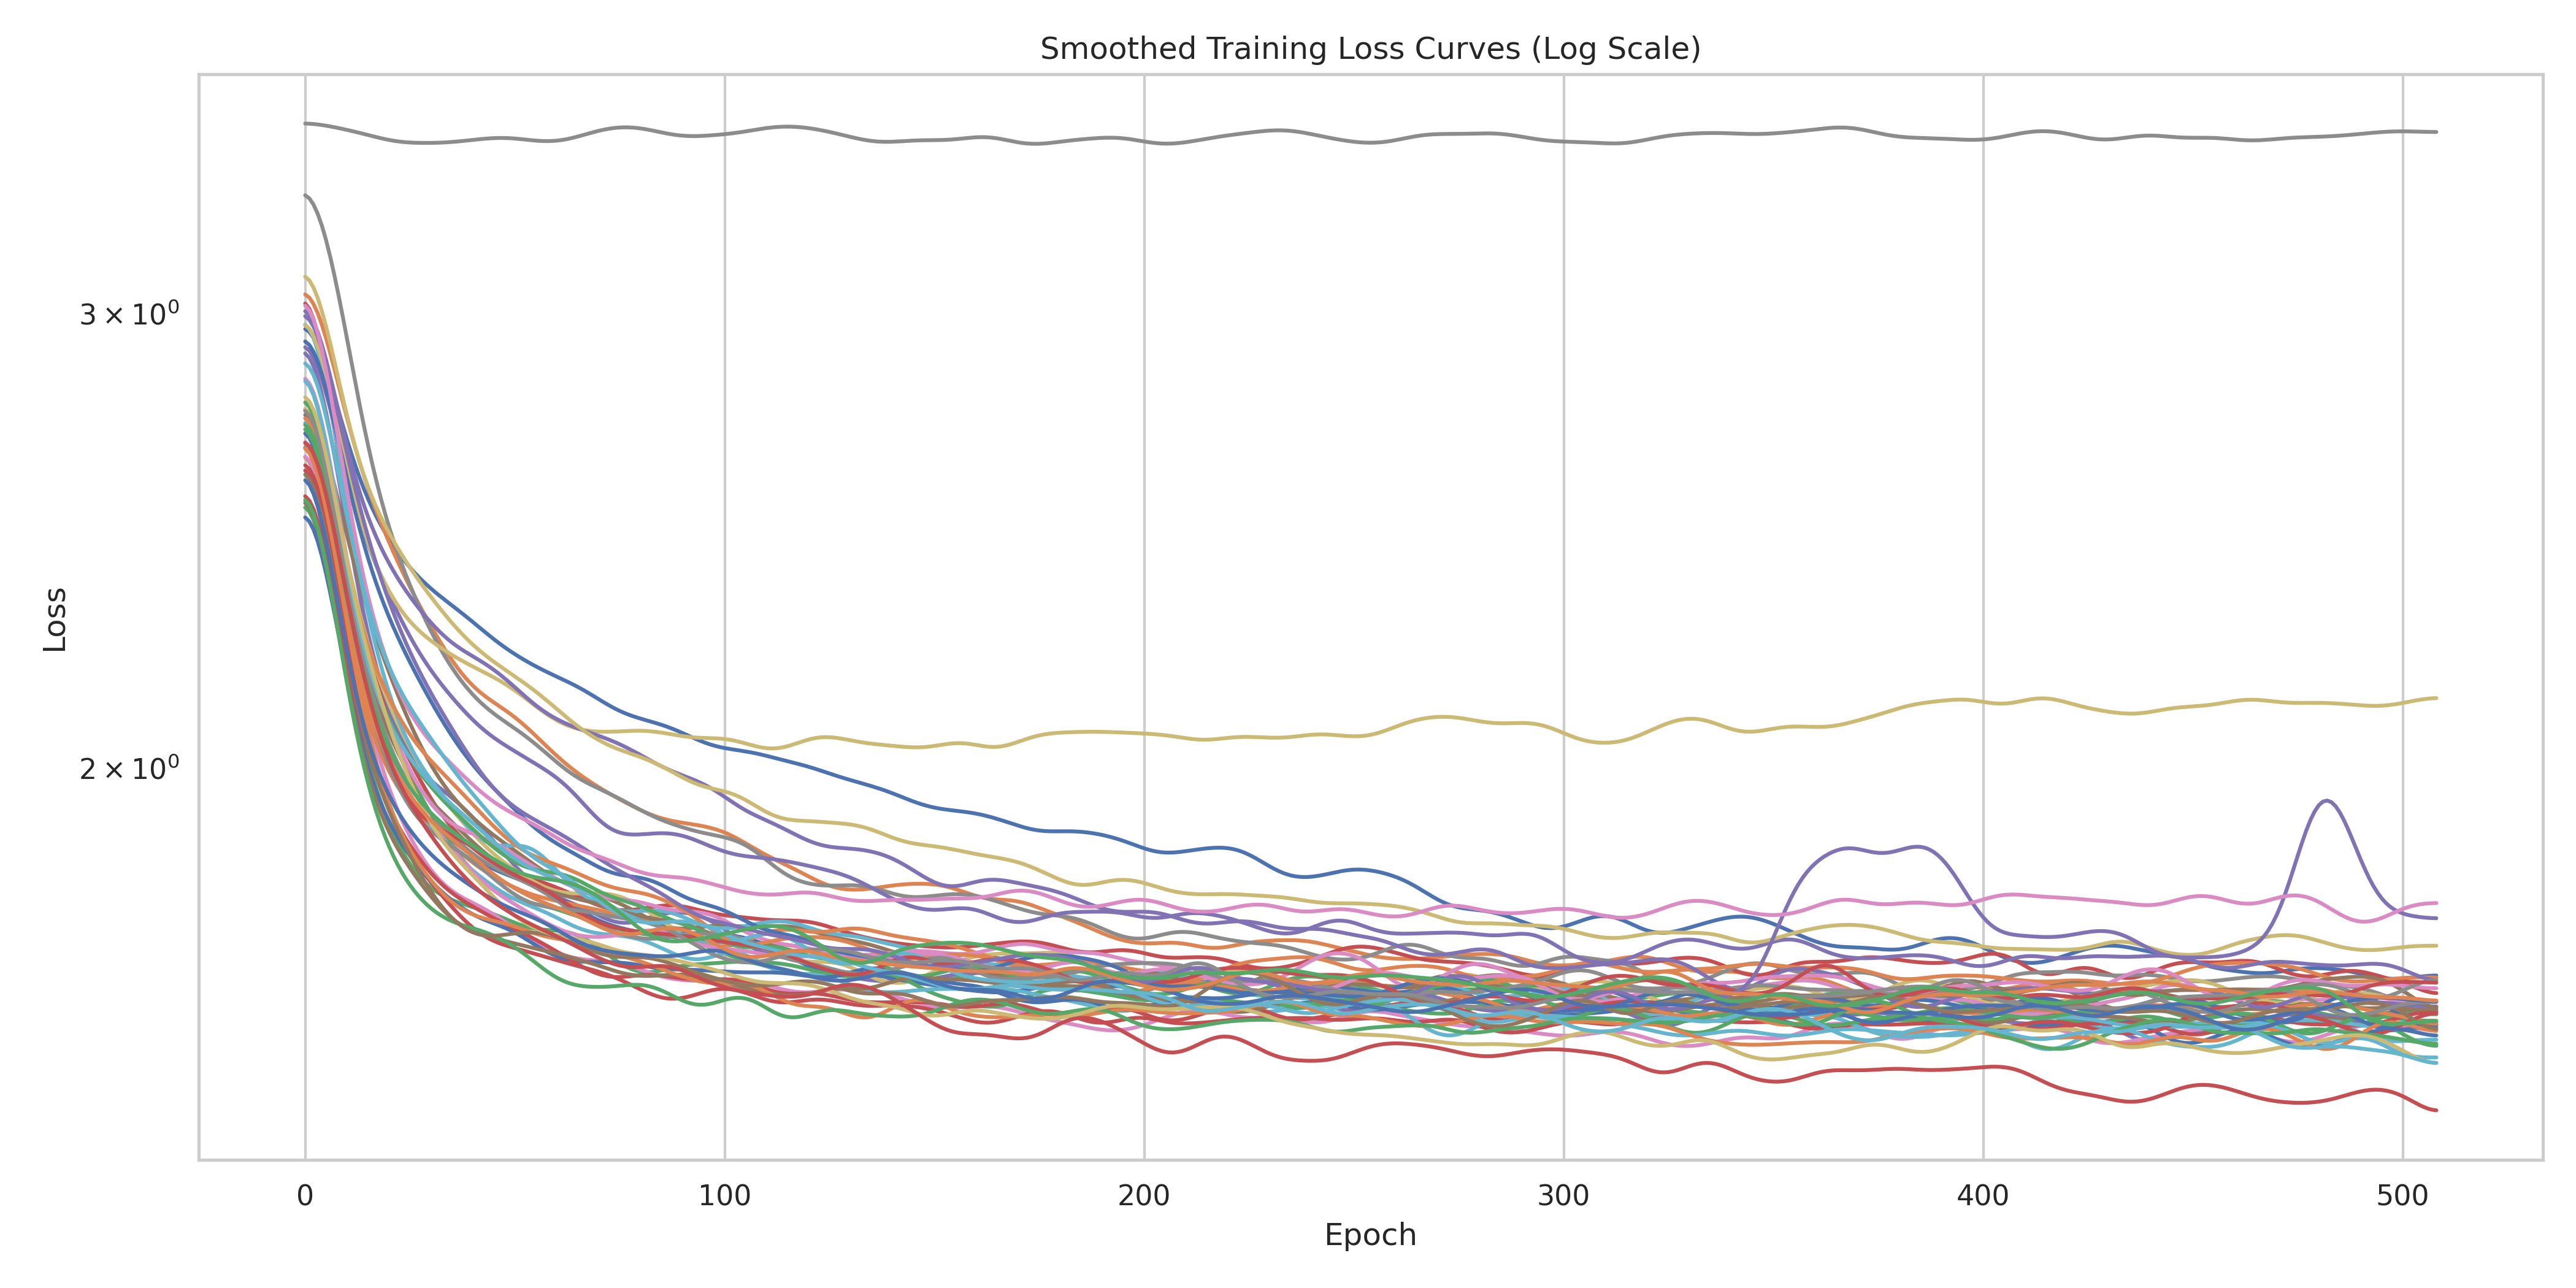 Smoothed Training Loss Curves (Log Scale)
Loss
3 × 10⁰
2 × 10⁰
0 100 200 300 400 500
Epoch